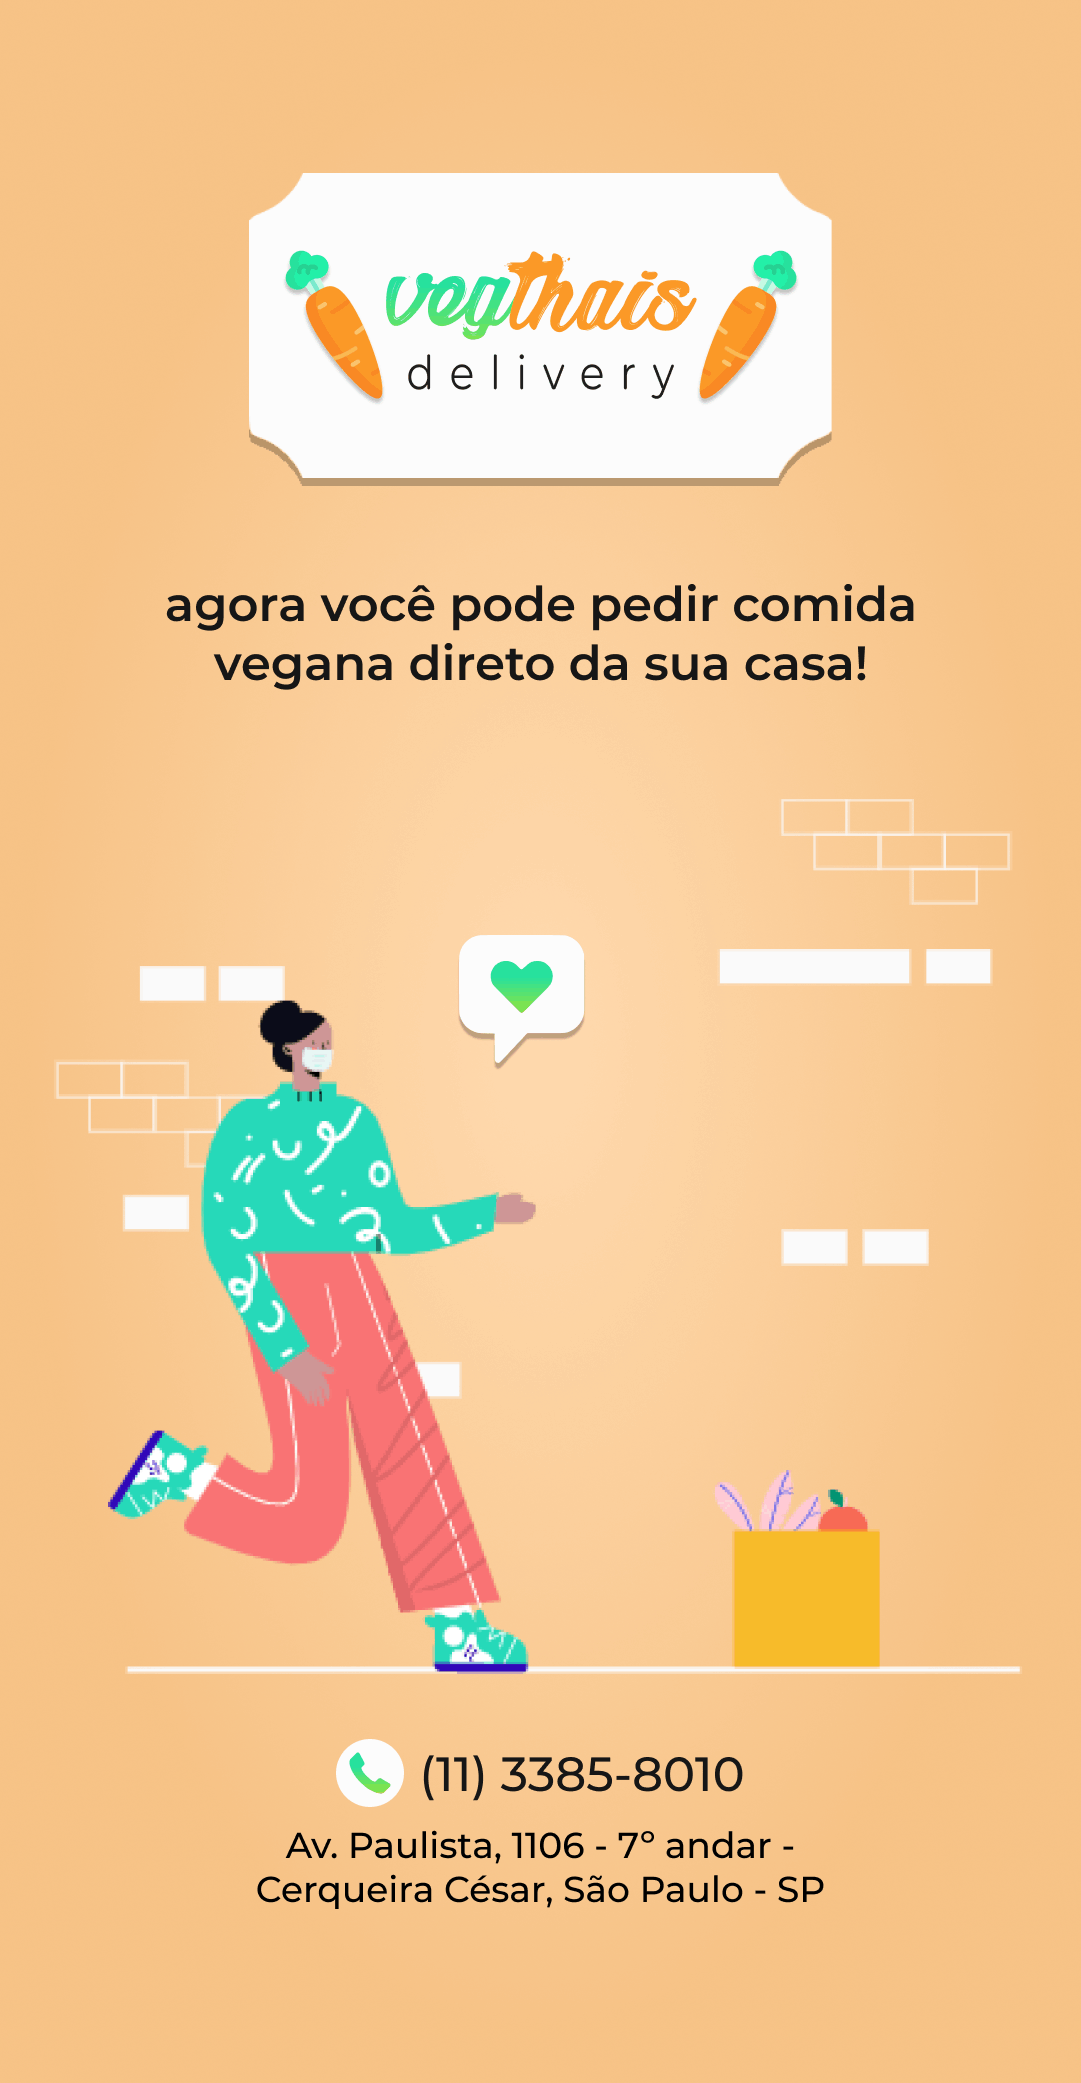 vegthais
delivery
agora você pode pedir comida
vegana direto da sua casa!
(11) 3385-8010
Av. Paulista, 1106 - 7º andar -
Cerqueira César, São Paulo - SP